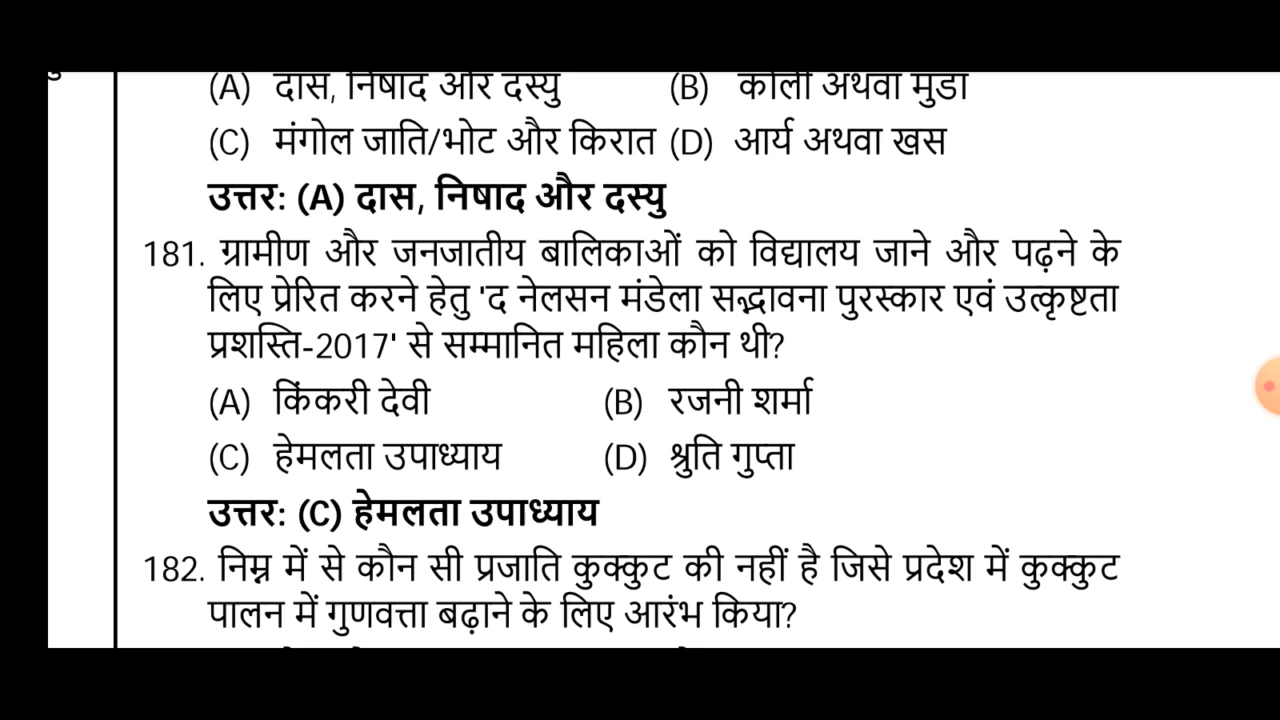 (A) दास, निषाद और दस्यु (B) कोली अथवा मुंडा
(C) मंगोल जाति/भोट और किरात (D) आर्य अथवा खस
उत्तर: (A) दास, निषाद और दस्यु
181. ग्रामीण और जनजातीय बालिकाओं को विद्यालय जाने और पढ़ने के
लिए प्रेरित करने हेतु 'द नेलसन मंडेला सद्भावना पुरस्कार एवं उत्कृष्टता
प्रशस्ति-2017' से सम्मानित महिला कौन थी?
(A) किंकरी देवी (B) रजनी शर्मा
(C) हेमलता उपाध्याय (D) श्रुति गुप्ता
उत्तर: (C) हेमलता उपाध्याय
182. निम्न में से कौन सी प्रजाति कुक्कुट की नहीं है जिसे प्रदेश में कुक्कुट
पालन में गुणवत्ता बढ़ाने के लिए आरंभ किया?